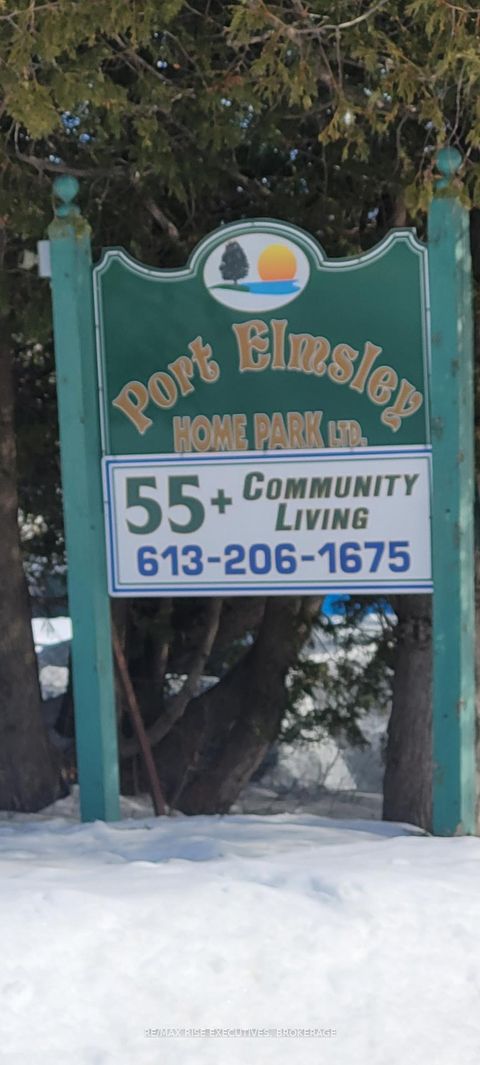 Port Elmsley
HOME PARK LTD.
55+ COMMUNITY
LIVING
613-206-1675
RE/MAX RISE EXECUTIVES, BROKERAGE